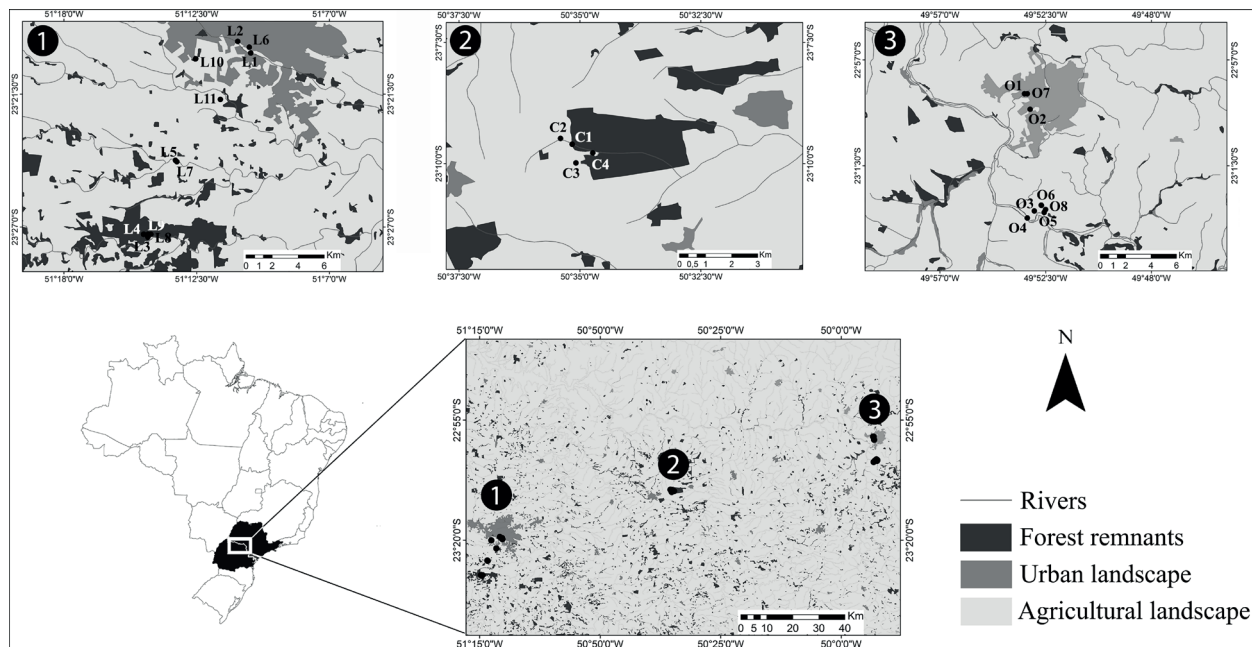 1
51°18'0"W 51°12'30"W 51°7'0"W
23°21'30"S
23°27'0"S
L2
L6
L10
L1
L11
L5
L7
L4 L9
L8
L3
0 1 2 4 6 Km
51°18'0"W 51°12'30"W 51°7'0"W
23°21'30"S
23°27'0"S
2
50°37'30"W 50°35'0"W 50°32'30"W
23°7'30"S
23°10'0"S
C2 C1
C4
C3
0 0,5 1 2 3 Km
50°37'30"W 50°35'0"W 50°32'30"W
23°7'30"S
23°10'0"S
3
49°57'0"W 49°52'30"W 49°48'0"W
22°57'0"S
23°1'30"S
O1 O7
O2
O6
O3 O8
O5
O4
0 1 2 4 6 Km
49°57'0"W 49°52'30"W 49°48'0"W
22°57'0"S
23°1'30"S
51°15'0"W 50°50'0"W 50°25'0"W 50°0'0"W
22°55'0"S
23°20'0"S
3
2
1
0 5 10 20 30 40 Km
51°15'0"W 50°50'0"W 50°25'0"W 50°0'0"W
22°55'0"S
23°20'0"S
N
Rivers
Forest remnants
Urban landscape
Agricultural landscape